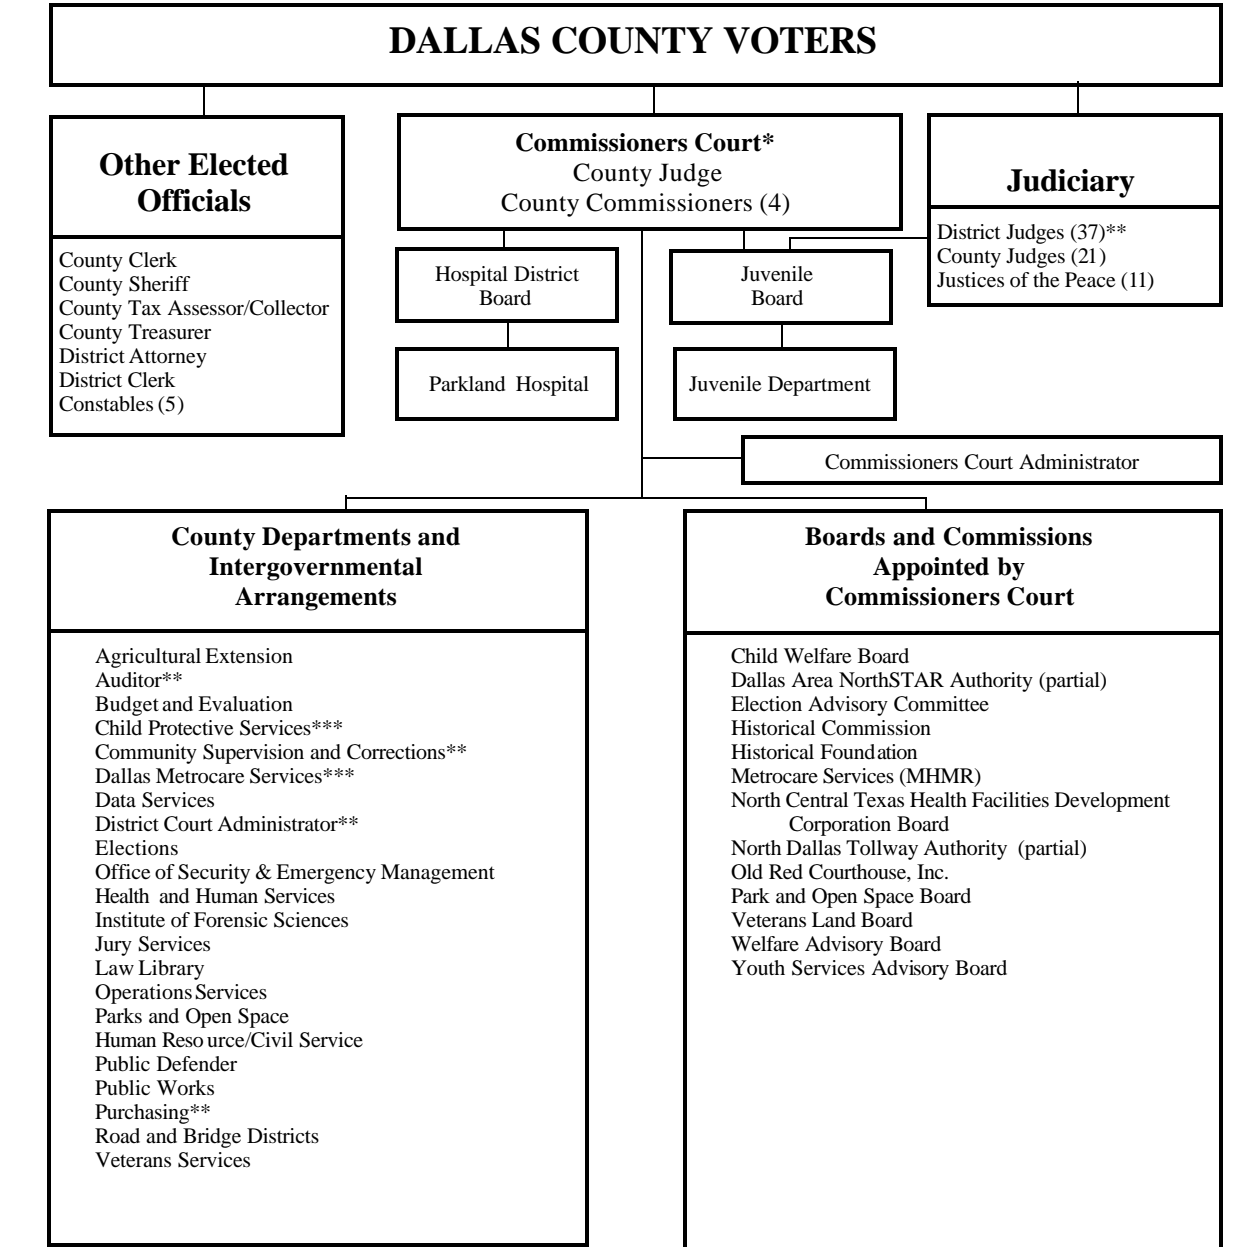 DALLAS COUNTY VOTERS
Other Elected
Officials
County Clerk
County Sheriff
County Tax Assessor/Collector
County Treasurer
District Attorney
District Clerk
Constables (5)
Commissioners Court*
County Judge
County Commissioners (4)
Judiciary
District Judges (37)**
County Judges (21)
Justices of the Peace (11)
Hospital District
Board
Juvenile
Board
Parkland Hospital
Juvenile Department
Commissioners Court Administrator
County Departments and
Intergovernmental
Arrangements
Agricultural Extension
Auditor**
Budget and Evaluation
Child Protective Services***
Community Supervision and Corrections**
Dallas Metrocare Services***
Data Services
District Court Administrator**
Elections
Office of Security & Emergency Management
Health and Human Services
Institute of Forensic Sciences
Jury Services
Law Library
Operations Services
Parks and Open Space
Human Resource/Civil Service
Public Defender
Public Works
Purchasing**
Road and Bridge Districts
Veterans Services
Boards and Commissions
Appointed by
Commissioners Court
Child Welfare Board
Dallas Area NorthSTAR Authority (partial)
Election Advisory Committee
Historical Commission
Historical Foundation
Metrocare Services (MHMR)
North Central Texas Health Facilities Development
Corporation Board
North Dallas Tollway Authority (partial)
Old Red Courthouse, Inc.
Park and Open Space Board
Veterans Land Board
Welfare Advisory Board
Youth Services Advisory Board